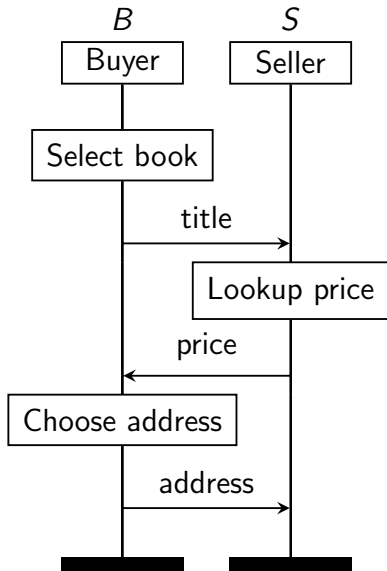 B S
Buyer Seller
Select book
title
Lookup price
price
Choose address
address